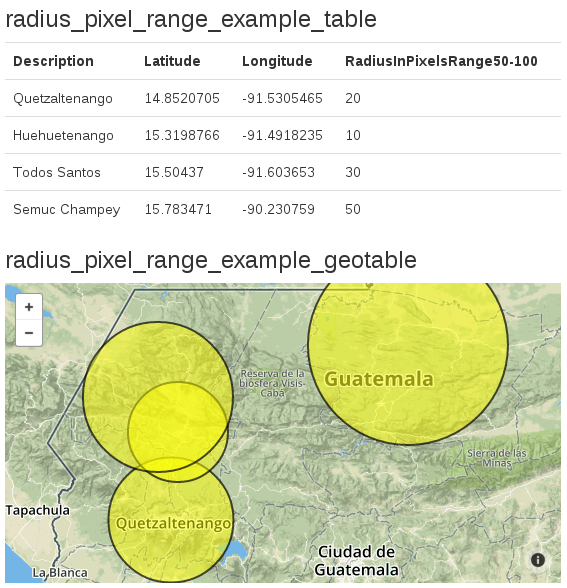 radius_pixel_range_example_table
Description Latitude Longitude RadiusInPixelsRange50-100
Quetzaltenango 14.8520705 -91.5305465 20
Huehuetenango 15.3198766 -91.4918235 10
Todos Santos 15.50437 -91.603653 30
Semuc Champey 15.783471 -90.230759 50
radius_pixel_range_example_geotable
+
−
Reserva de la
biosfera Visis-
Cabá
Guatemala
Sierra de las
Minas
Tapachula
Quetzaltenango
Ciudad de
Guatemala
La Blanca
i